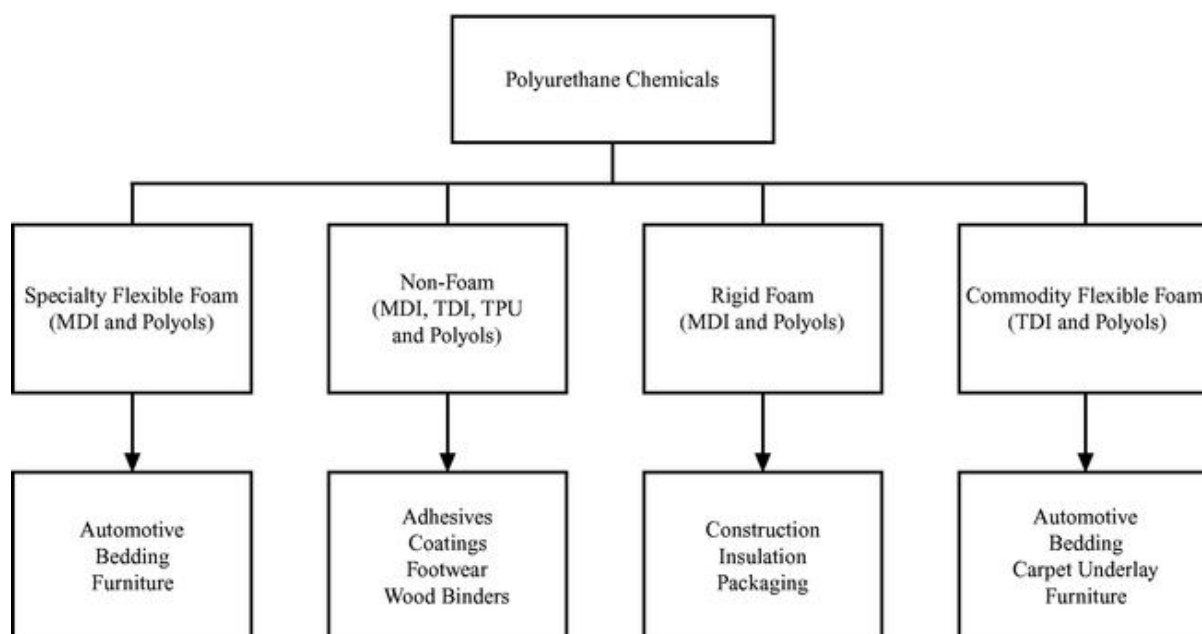 Polyurethane Chemicals
Specialty Flexible Foam
(MDI and Polyols)
Non-Foam
(MDI, TDI, TPU
and Polyols)
Rigid Foam
(MDI and Polyols)
Commodity Flexible Foam
(TDI and Polyols)
Automotive
Bedding
Furniture
Adhesives
Coatings
Footwear
Wood Binders
Construction
Insulation
Packaging
Automotive
Bedding
Carpet Underlay
Furniture